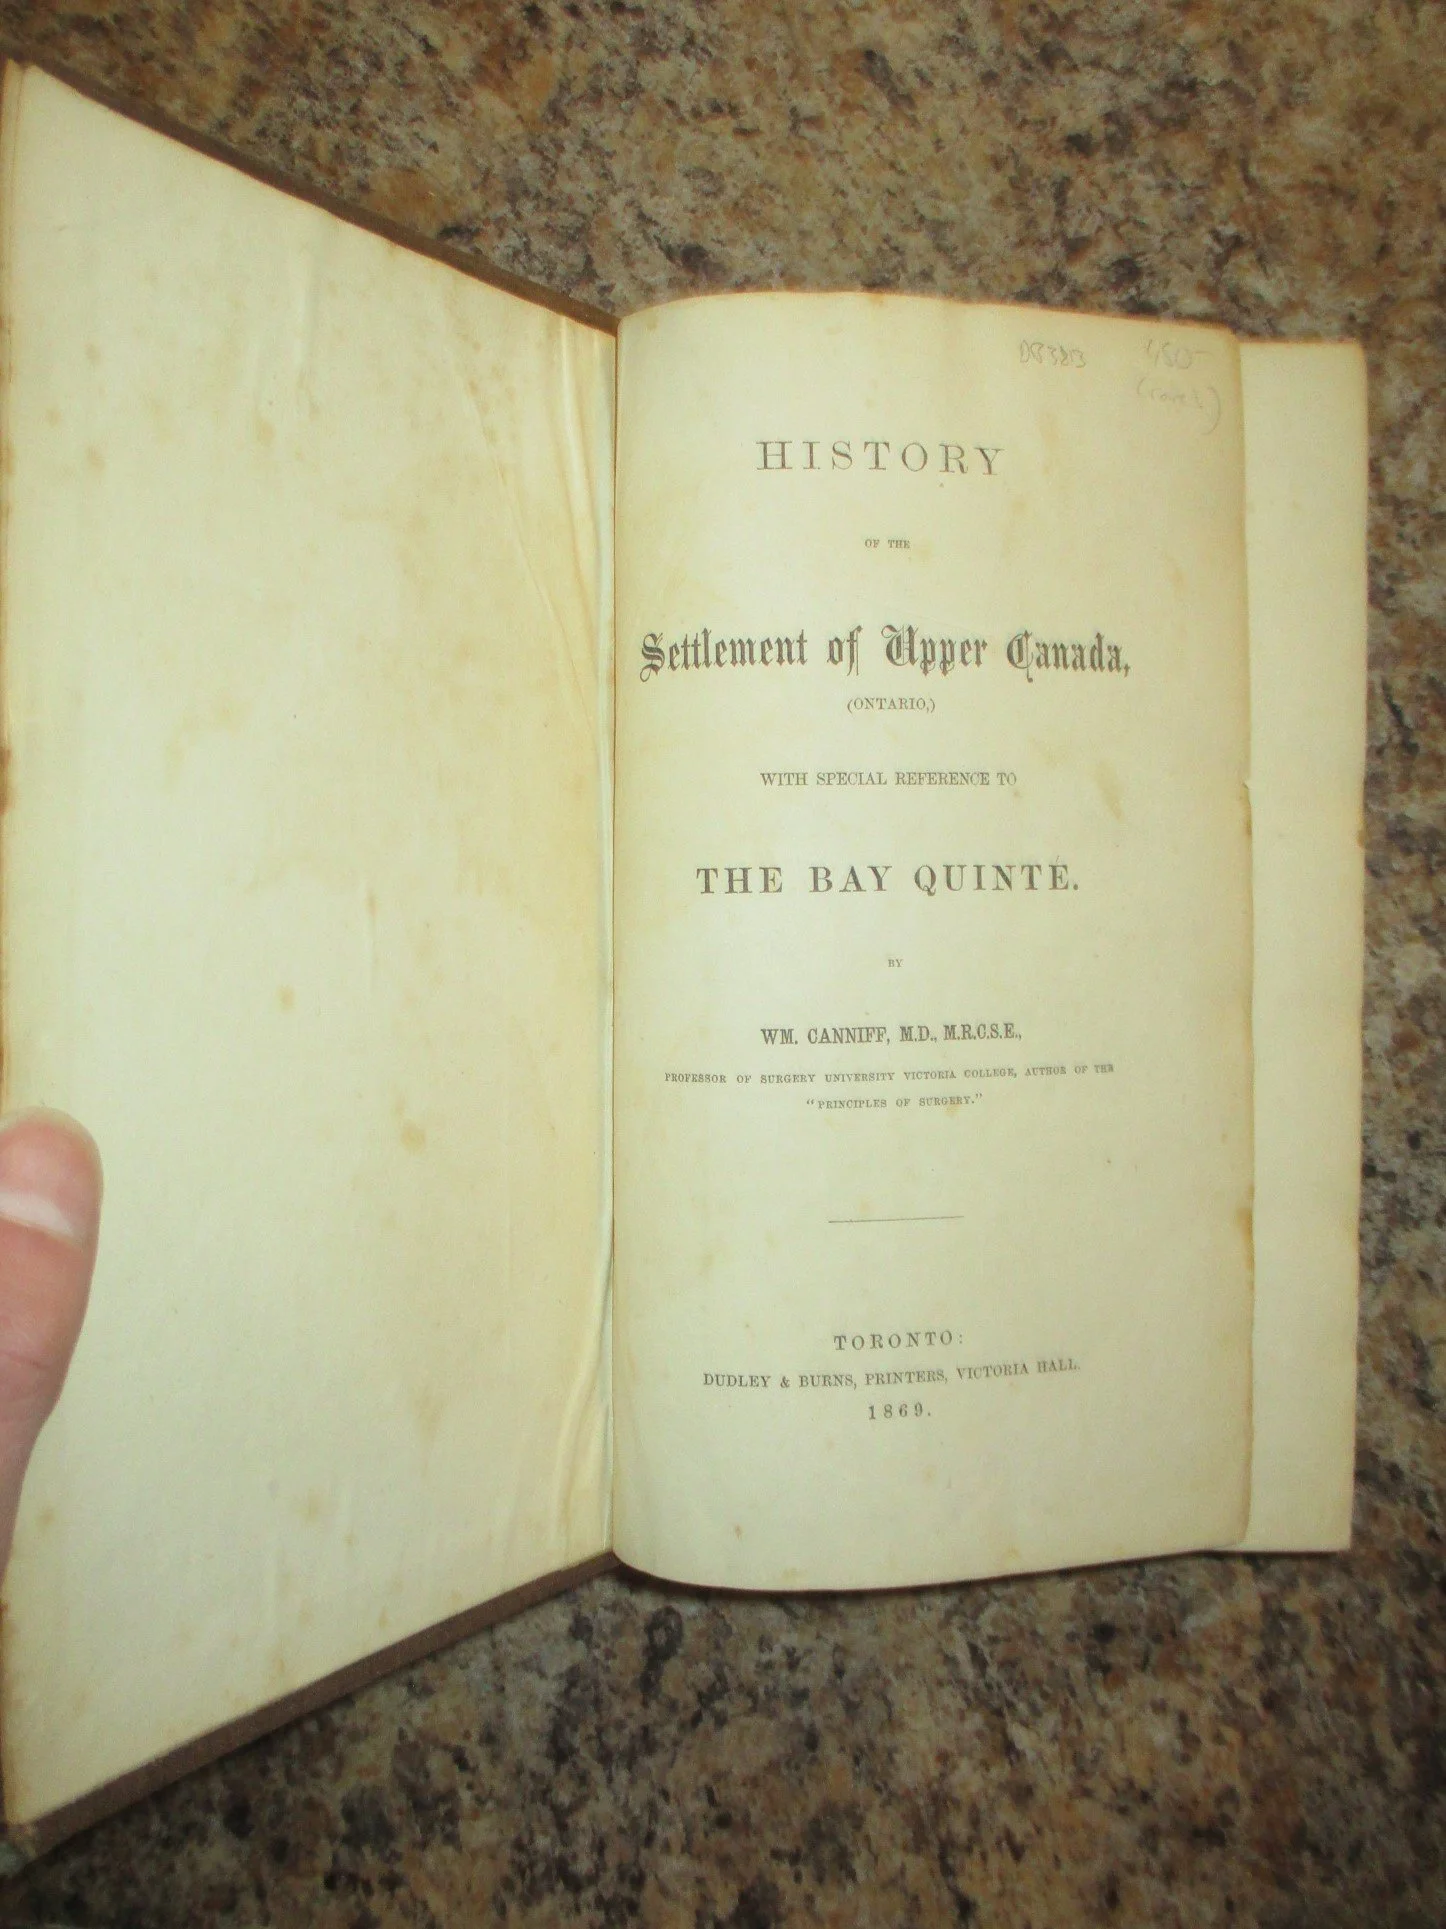 HISTORY
OF THE
Settlement of Upper Canada,
(ONTARIO,)
WITH SPECIAL REFERENCE TO
THE BAY QUINTÉ.
BY
WM. CANNIFF, M.D., M.R.C.S.E.,
PROFESSOR OF SURGERY UNIVERSITY VICTORIA COLLEGE, AUTHOR OF THE
"PRINCIPLES OF SURGERY."
TORONTO:
DUDLEY & BURNS, PRINTERS, VICTORIA HALL.
1869.